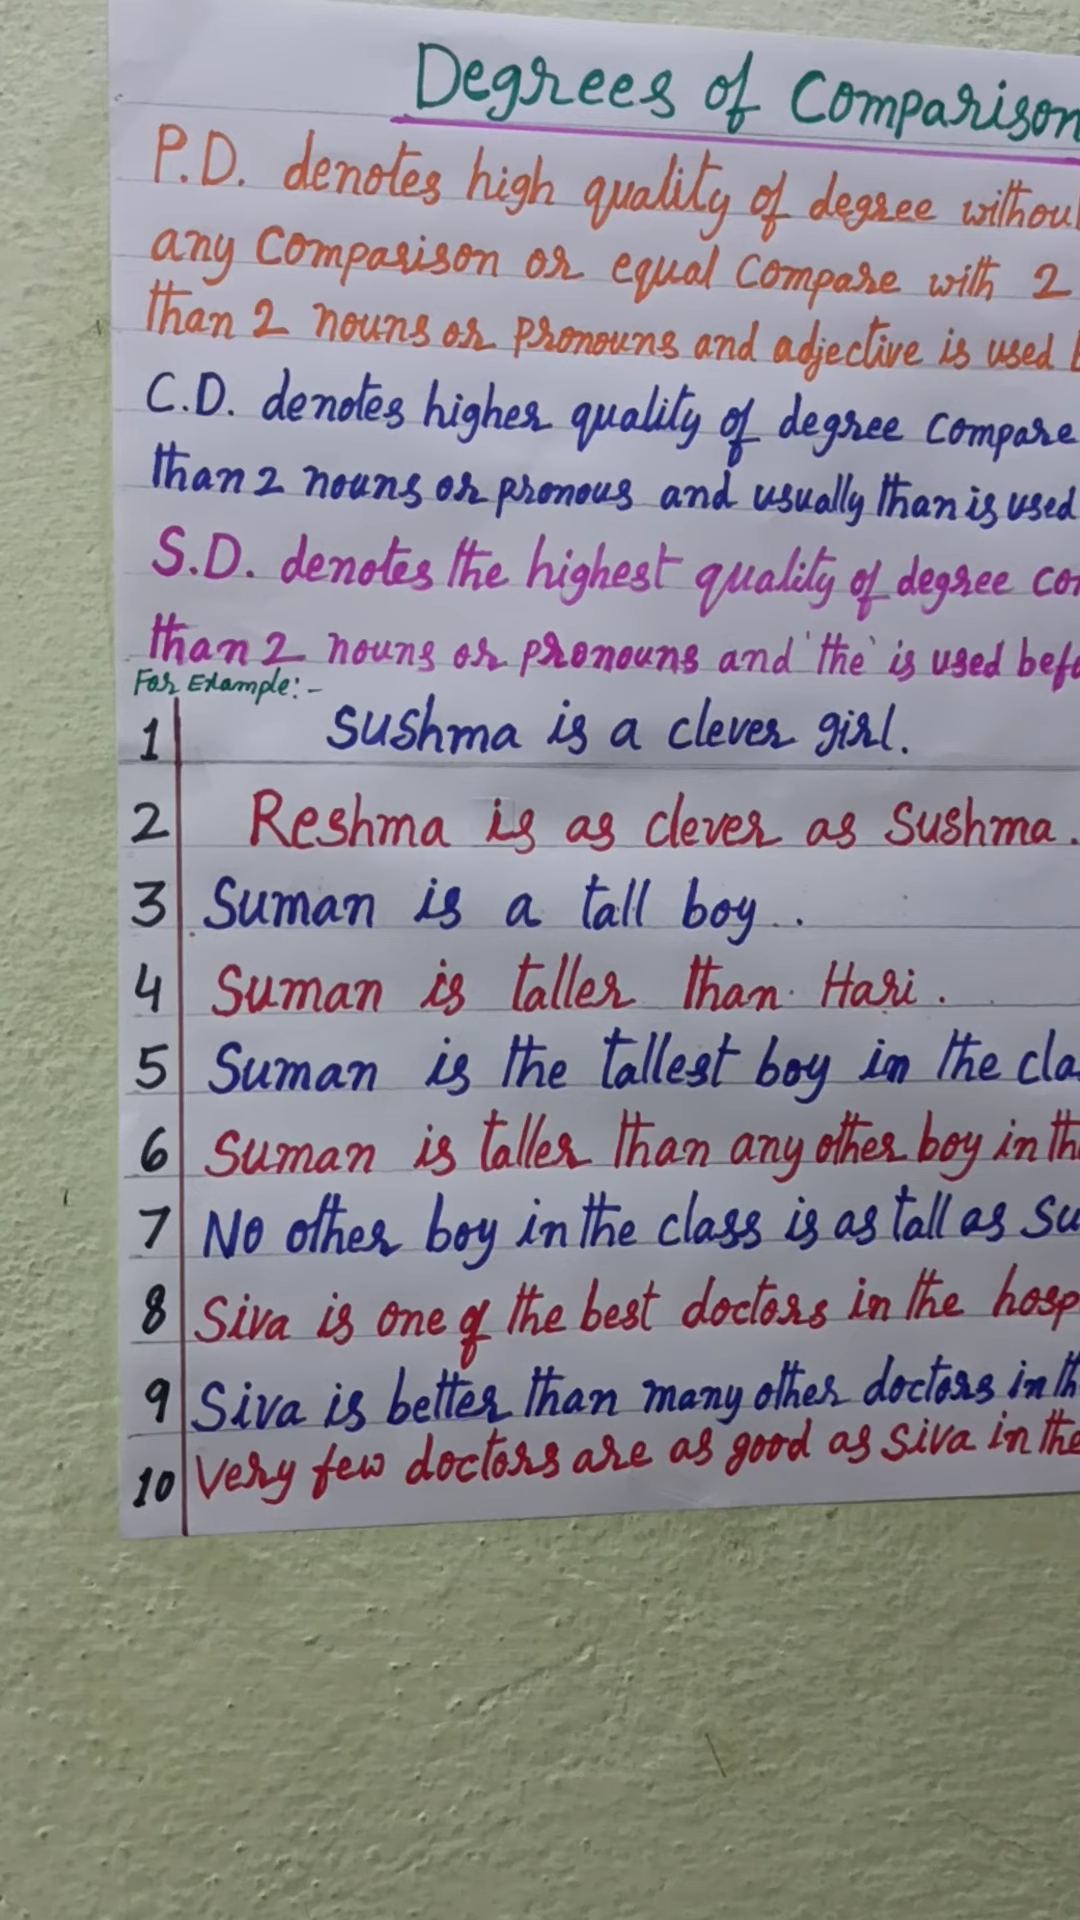 Degrees of Comparison
P.D. denotes high quality of degree without
any Comparison or equal Compare with 2
than 2 nouns or pronouns and adjective is used
C.D. denotes higher quality of degree Compare
than 2 nouns or pronous and usually than is used
S.D. denotes the highest quality of degree
than 2 nouns or pronouns and 'the' is used
For Example:-
1 Sushma is a clever girl.
2 Reshma is as clever as Sushma.
3 Suman is a tall boy.
4 Suman is taller than Hari.
5 Suman is the tallest boy in the
6 Suman is taller than any other boy in
7 No other boy in the class is as tall as
8 Siva is one of the best doctors in the
9 Siva is better than many other doctors in
10 Very few doctors are as good as Siva in the